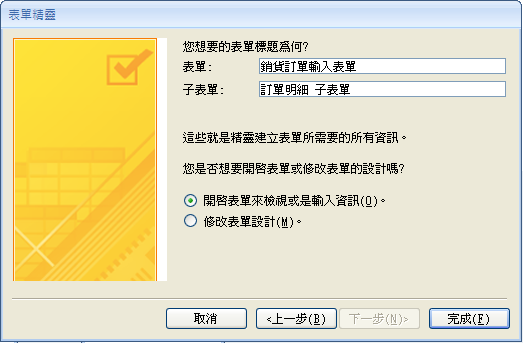 表單精靈
您想要的表單標題為何?
表單:
銷貨訂單輸入表單
子表單:
訂單明細 子表單
這些就是精靈建立表單所需要的所有資訊。
您是否想要開啓表單或修改表單的設計嗎?
開啓表單來檢視或是輸入資訊(O)。
修改表單設計(M)。
取消
<上一步(B)
下一步(N)>
完成(F)